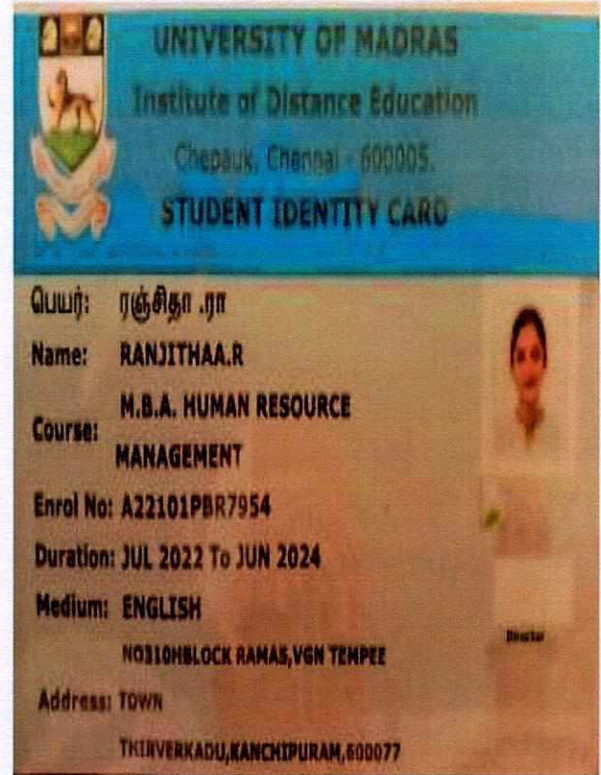 UNIVERSITY OF MADRAS
Institute of Distance Education
Chepauk, Chennai - 600005.
STUDENT IDENTITY CARD
பெயர்: ரஞ்சிதா .ரா
Name: RANJITHAA.R
Course: M.B.A. HUMAN RESOURCE
MANAGEMENT
Enrol No: A22101PBR7954
Duration: JUL 2022 To JUN 2024
Medium: ENGLISH
NO310HBLOCK RAMAS,VGN TEMPEE
Address: TOWN
THIRVERKADU,KANCHIPURAM,600077
Director